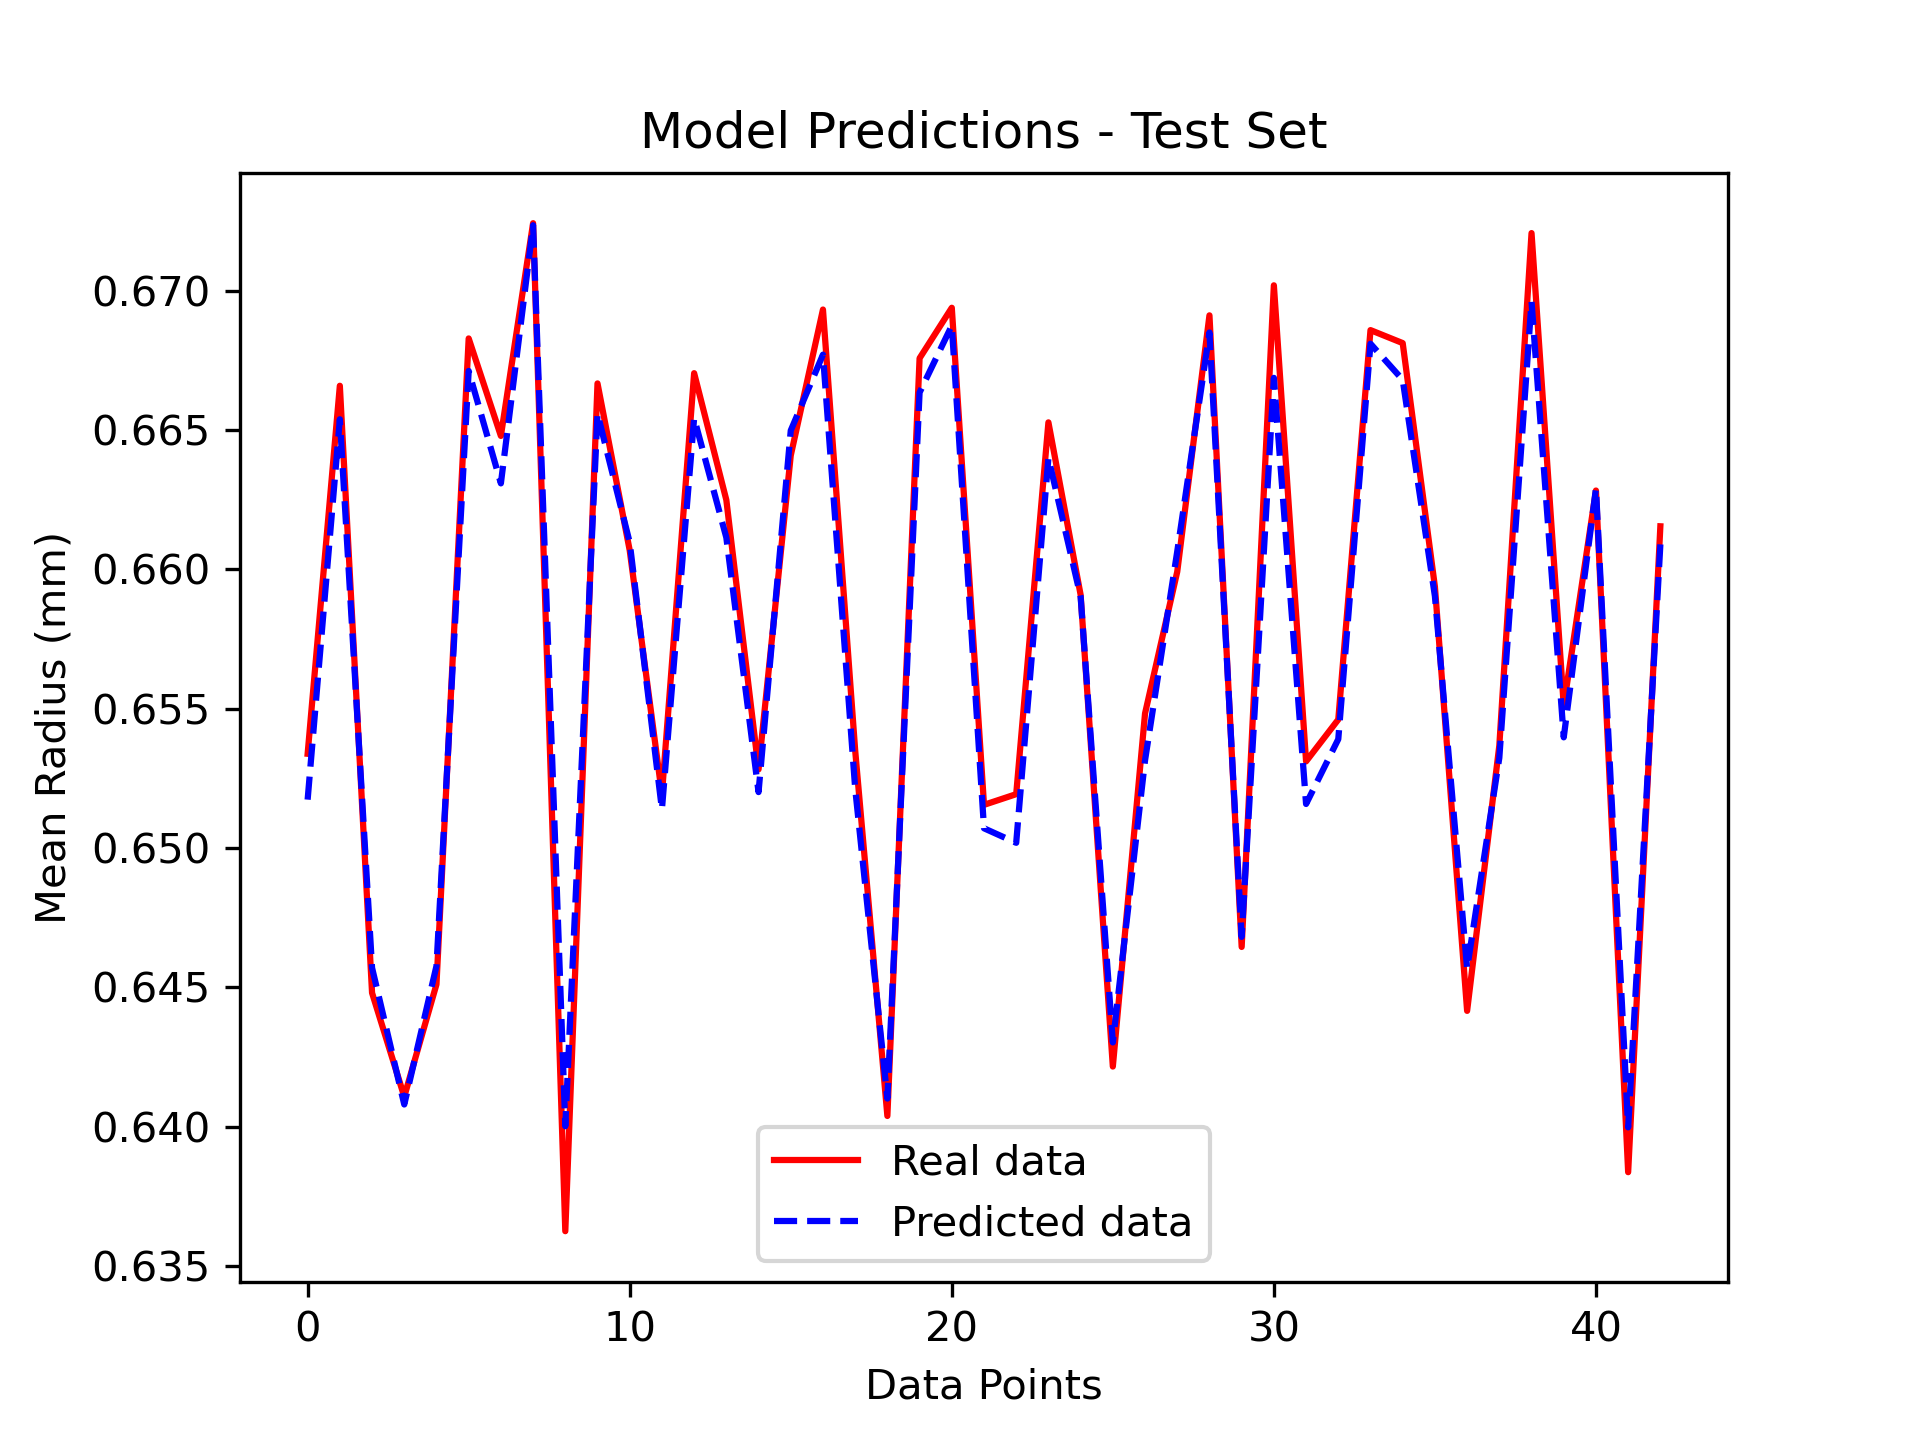 Model Predictions - Test Set
Mean Radius (mm)
0.670
0.665
0.660
0.655
0.650
0.645
0.640
0.635
Real data
Predicted data
0 10 20 30 40
Data Points